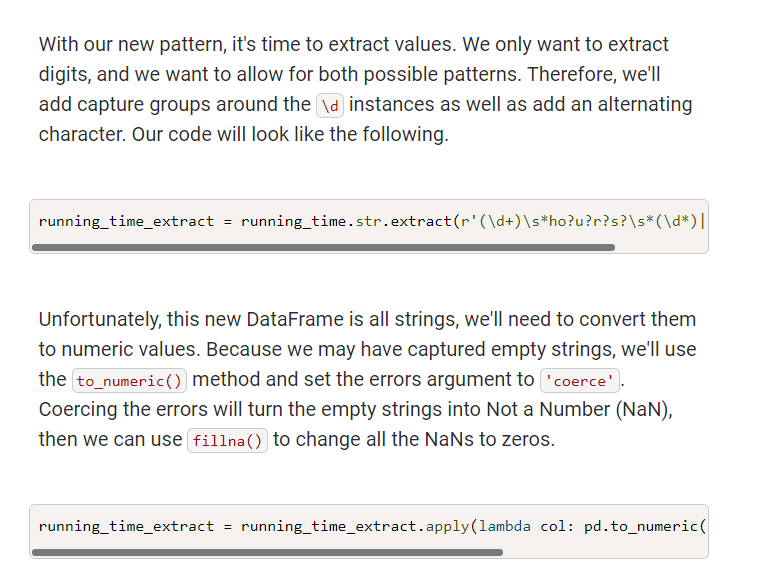 With our new pattern, it's time to extract values. We only want to extract
digits, and we want to allow for both possible patterns. Therefore, we'll
add capture groups around the \d instances as well as add an alternating
character. Our code will look like the following.
running_time_extract = running_time.str.extract(r'(\d+)\s*ho?u?r?s?\s*(\d*)|
Unfortunately, this new DataFrame is all strings, we'll need to convert them
to numeric values. Because we may have captured empty strings, we'll use
the to_numeric() method and set the errors argument to 'coerce'.
Coercing the errors will turn the empty strings into Not a Number (NaN),
then we can use fillna() to change all the NaNs to zeros.
running_time_extract = running_time_extract.apply(lambda col: pd.to_numeric(